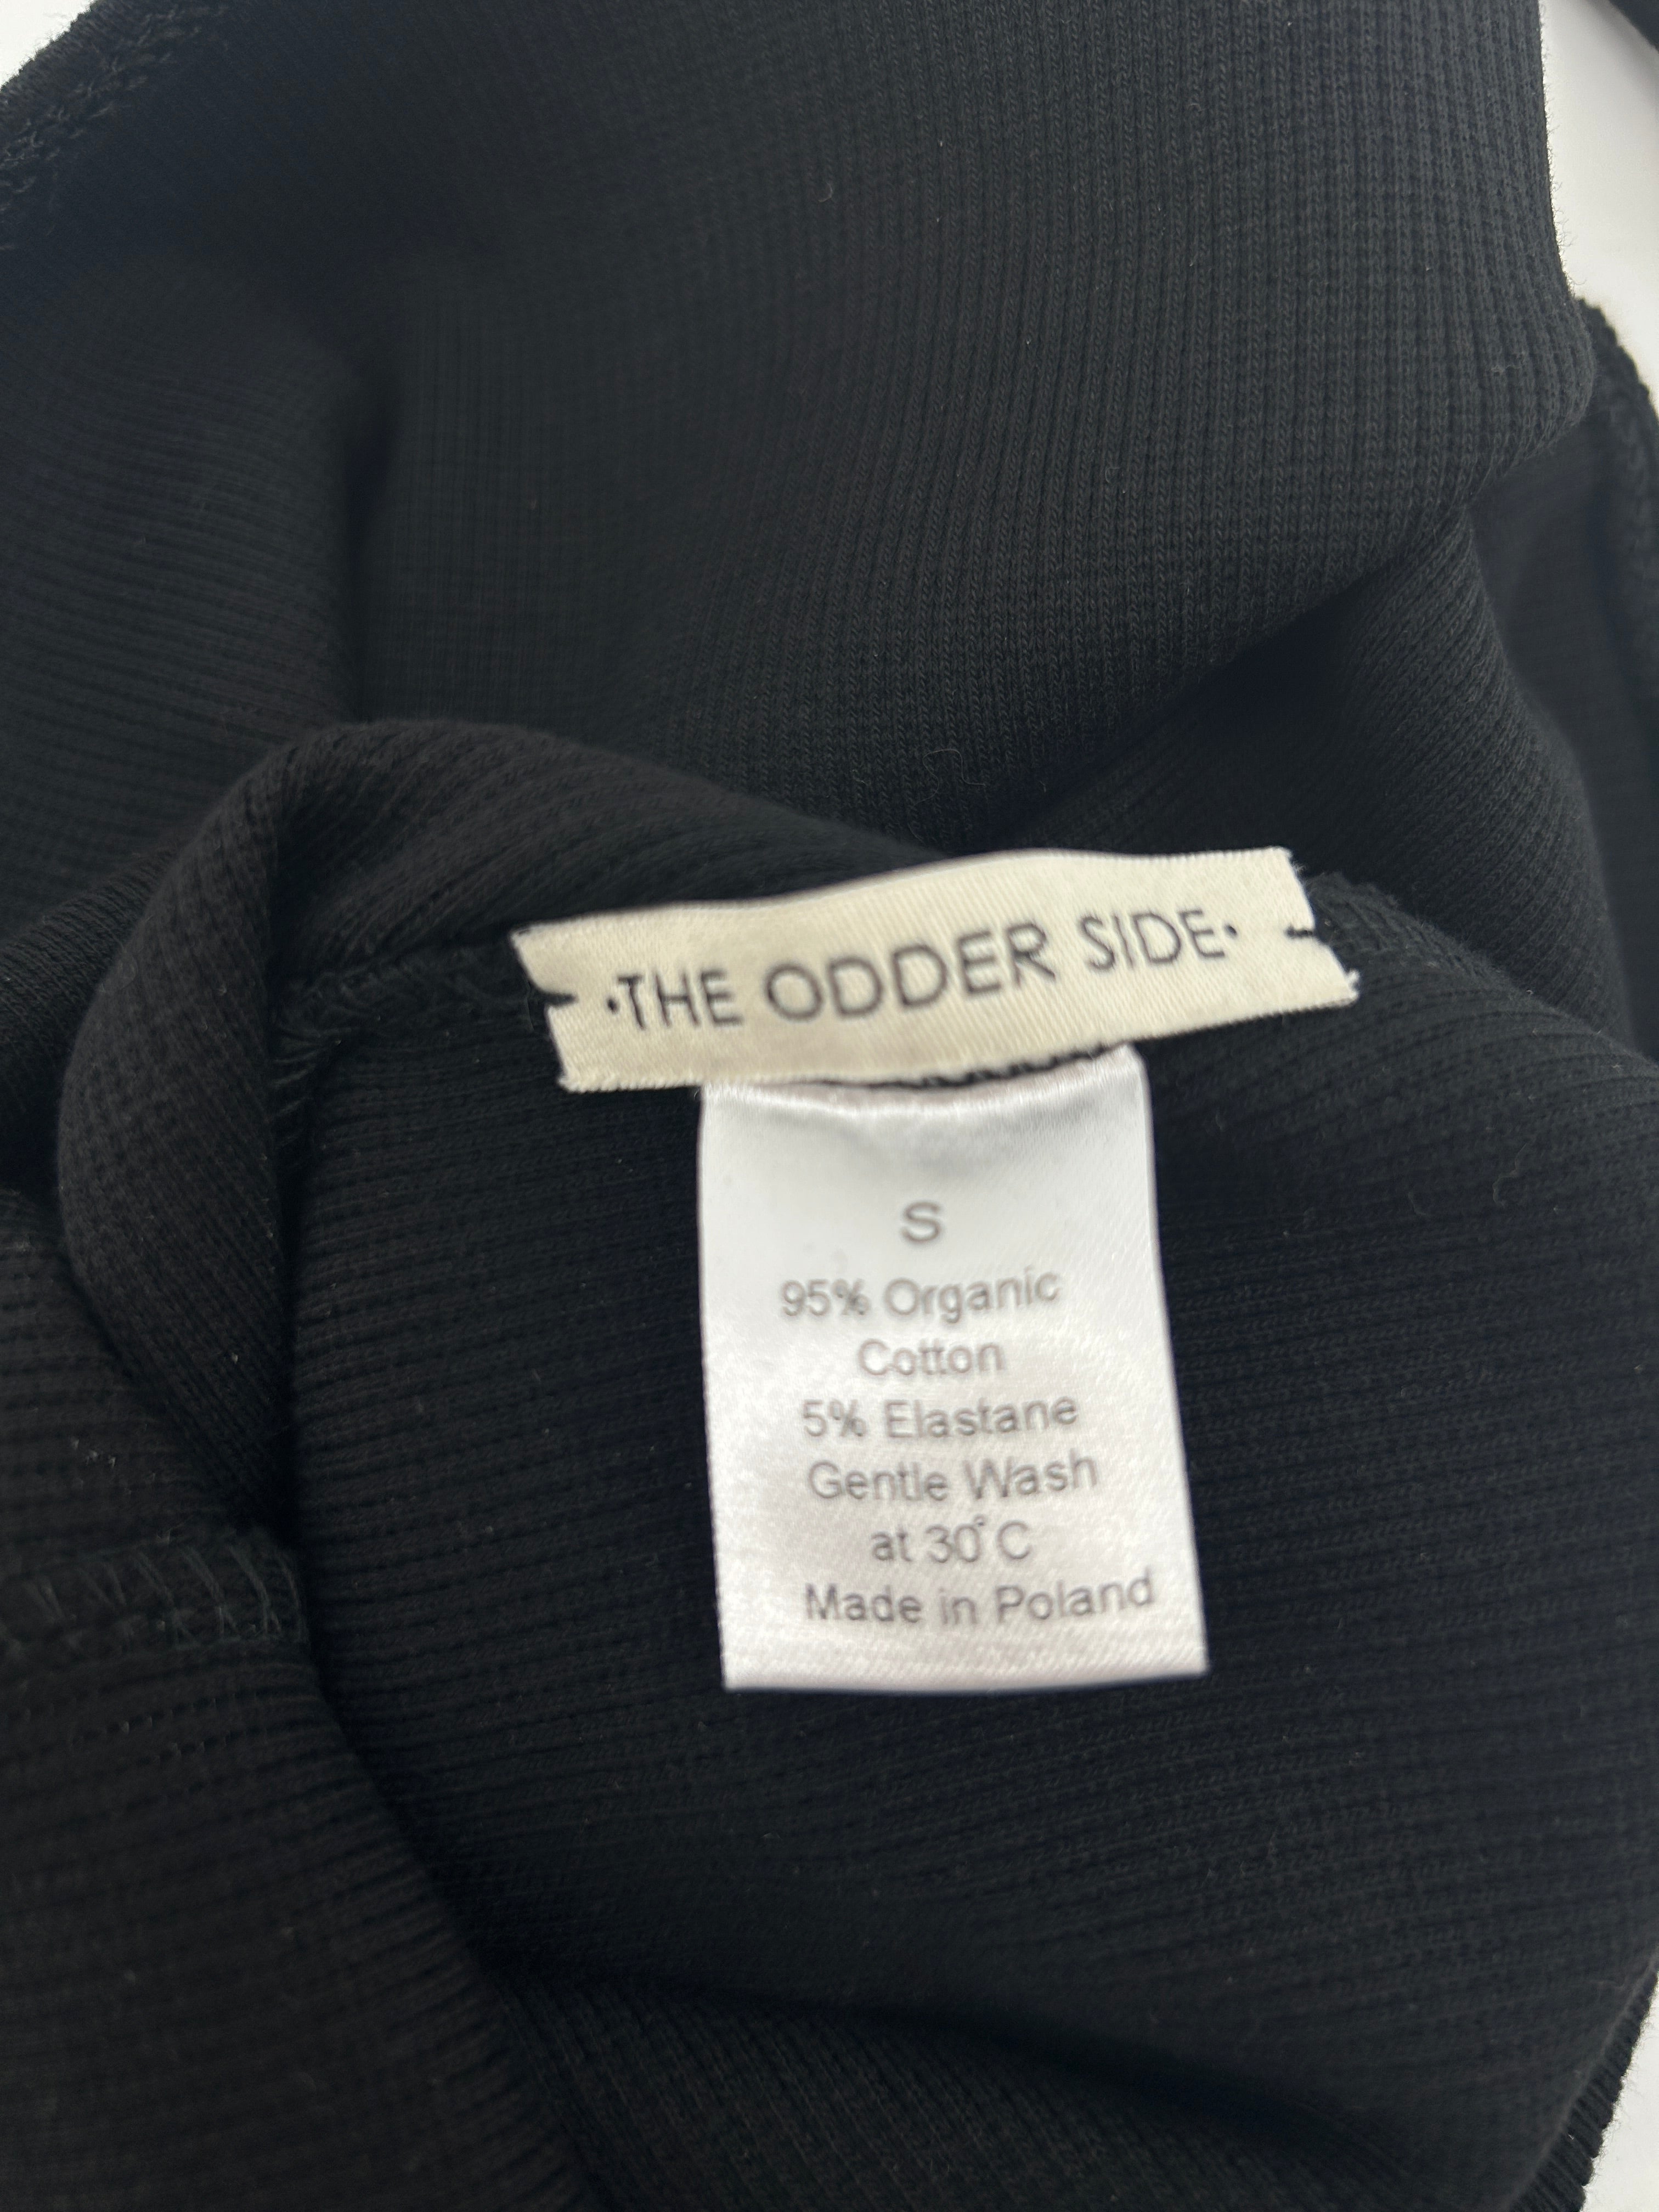 ·THE ODDER SIDE·
S
95% Organic
Cotton
5% Elastane
Gentle Wash
at 30°C
Made in Poland